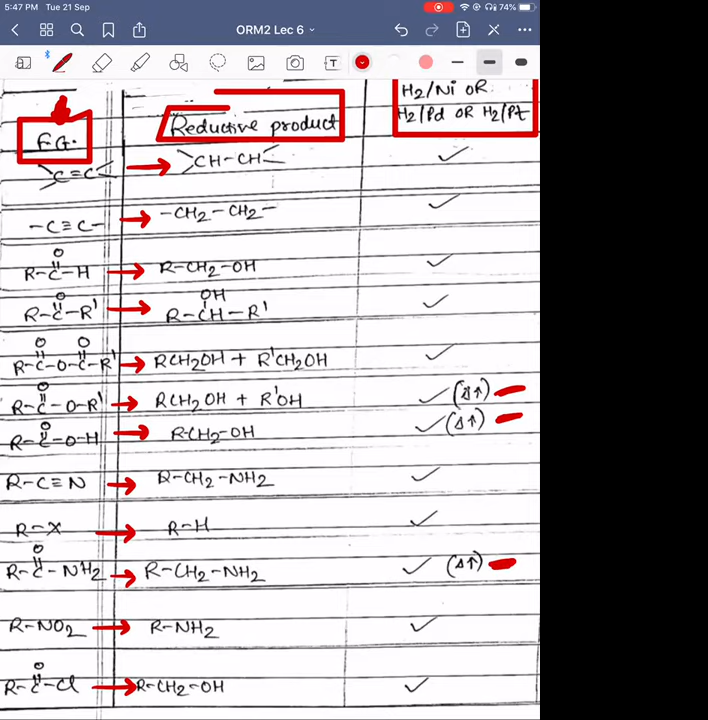 5:47 PM Tue 21 Sep 74%
ORM2 Lec 6
T
H2/Ni OR
F.G. Reductive product H2/Pd OR H2/Pt
C=C → CH-CH ✓
-C≡C- → -CH2-CH2- ✓
O
R-C-H → R-CH2-OH ✓
O OH
R-C-R' → R-CH-R' ✓
O O
R-C-O-C-R' → RCH2OH + R'CH2OH ✓
O
R-C-O-R' → RCH2OH + R'OH ✓ (Δ↑)
O
R-C-O-H → R-CH2-OH ✓ (Δ↑)
R-C≡N → R-CH2-NH2 ✓
R-X → R-H ✓
O
R-C-NH2 → R-CH2-NH2 ✓ (Δ↑)
R-NO2 → R-NH2 ✓
O
R-C-Cl → R-CH2-OH ✓